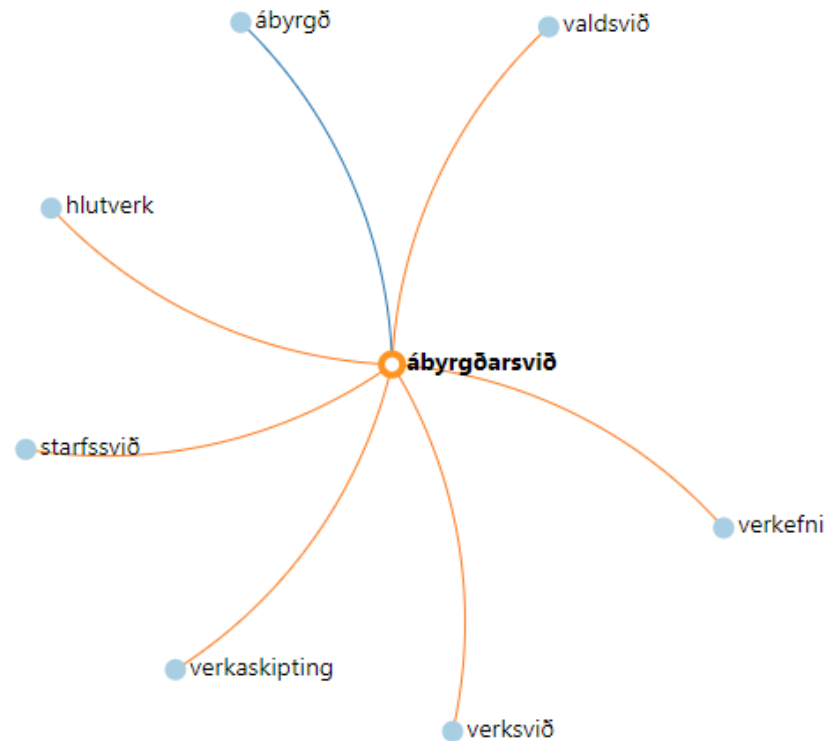 ábyrgð
valdsvið
hlutverk
ábyrgðarsvið
starfssvið
verkefni
verkaskipting
verksvið